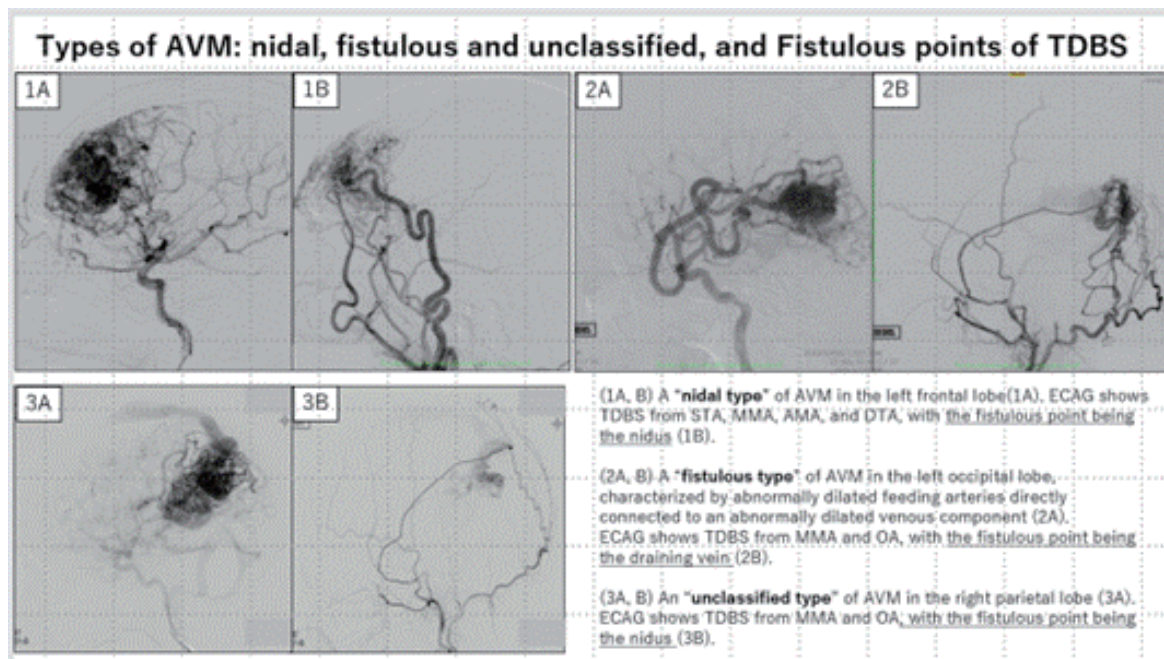 Types of AVM: nidal, fistulous and unclassified, and Fistulous points of TDBS
1A
1B
2A
2B
3A
3B
(1A, B) A “nidal type” of AVM in the left frontal lobe(1A). ECAG shows
TDBS from STA, MMA, AMA, and DTA, with the fistulous point being
the nidus (1B).
(2A, B) A “fistulous type” of AVM in the left occipital lobe,
characterized by abnormally dilated feeding arteries directly
connected to an abnormally dilated venous component (2A).
ECAG shows TDBS from MMA and OA, with the fistulous point being
the draining vein (2B).
(3A, B) An “unclassified type” of AVM in the right parietal lobe (3A).
ECAG shows TDBS from MMA and OA, with the fistulous point being
the nidus (3B).